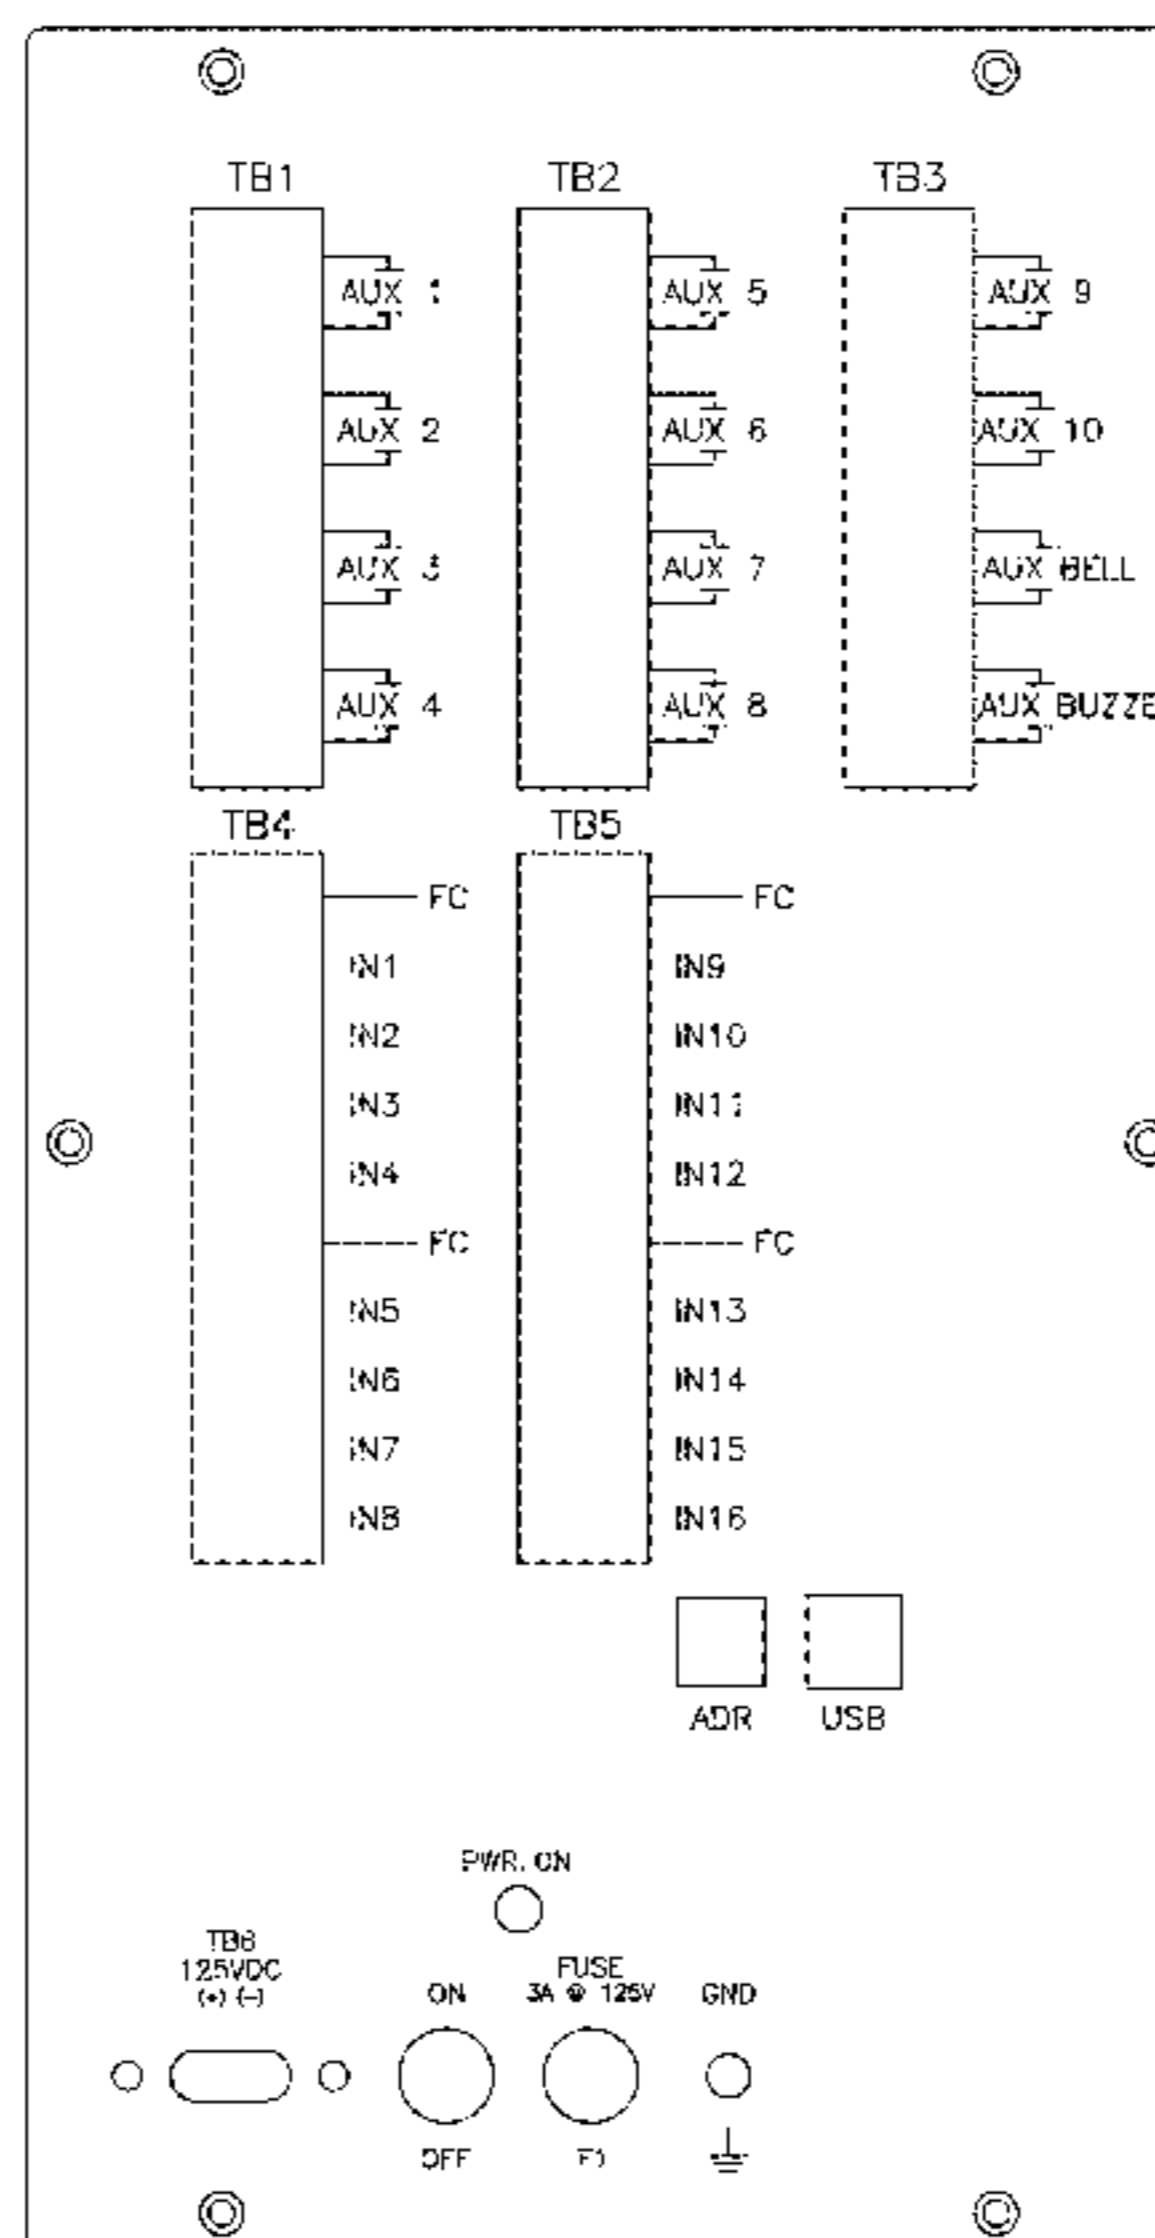 TB1 TB2 TB3
AUX 1 AUX 5 AUX 9
AUX 2 AUX 6 AUX 10
AUX 3 AUX 7 AUX BELL
AUX 4 AUX 8 AUX BUZZE
TB4 TB5
FC FC
IN1 IN9
IN2 IN10
IN3 IN11
IN4 IN12
FC FC
IN5 IN13
IN6 IN14
IN7 IN15
IN8 IN16
ADR USB
PWR. ON
TB6
125VDC
(+) (-)
ON
FUSE
3A @ 125V
GND
OFF F1